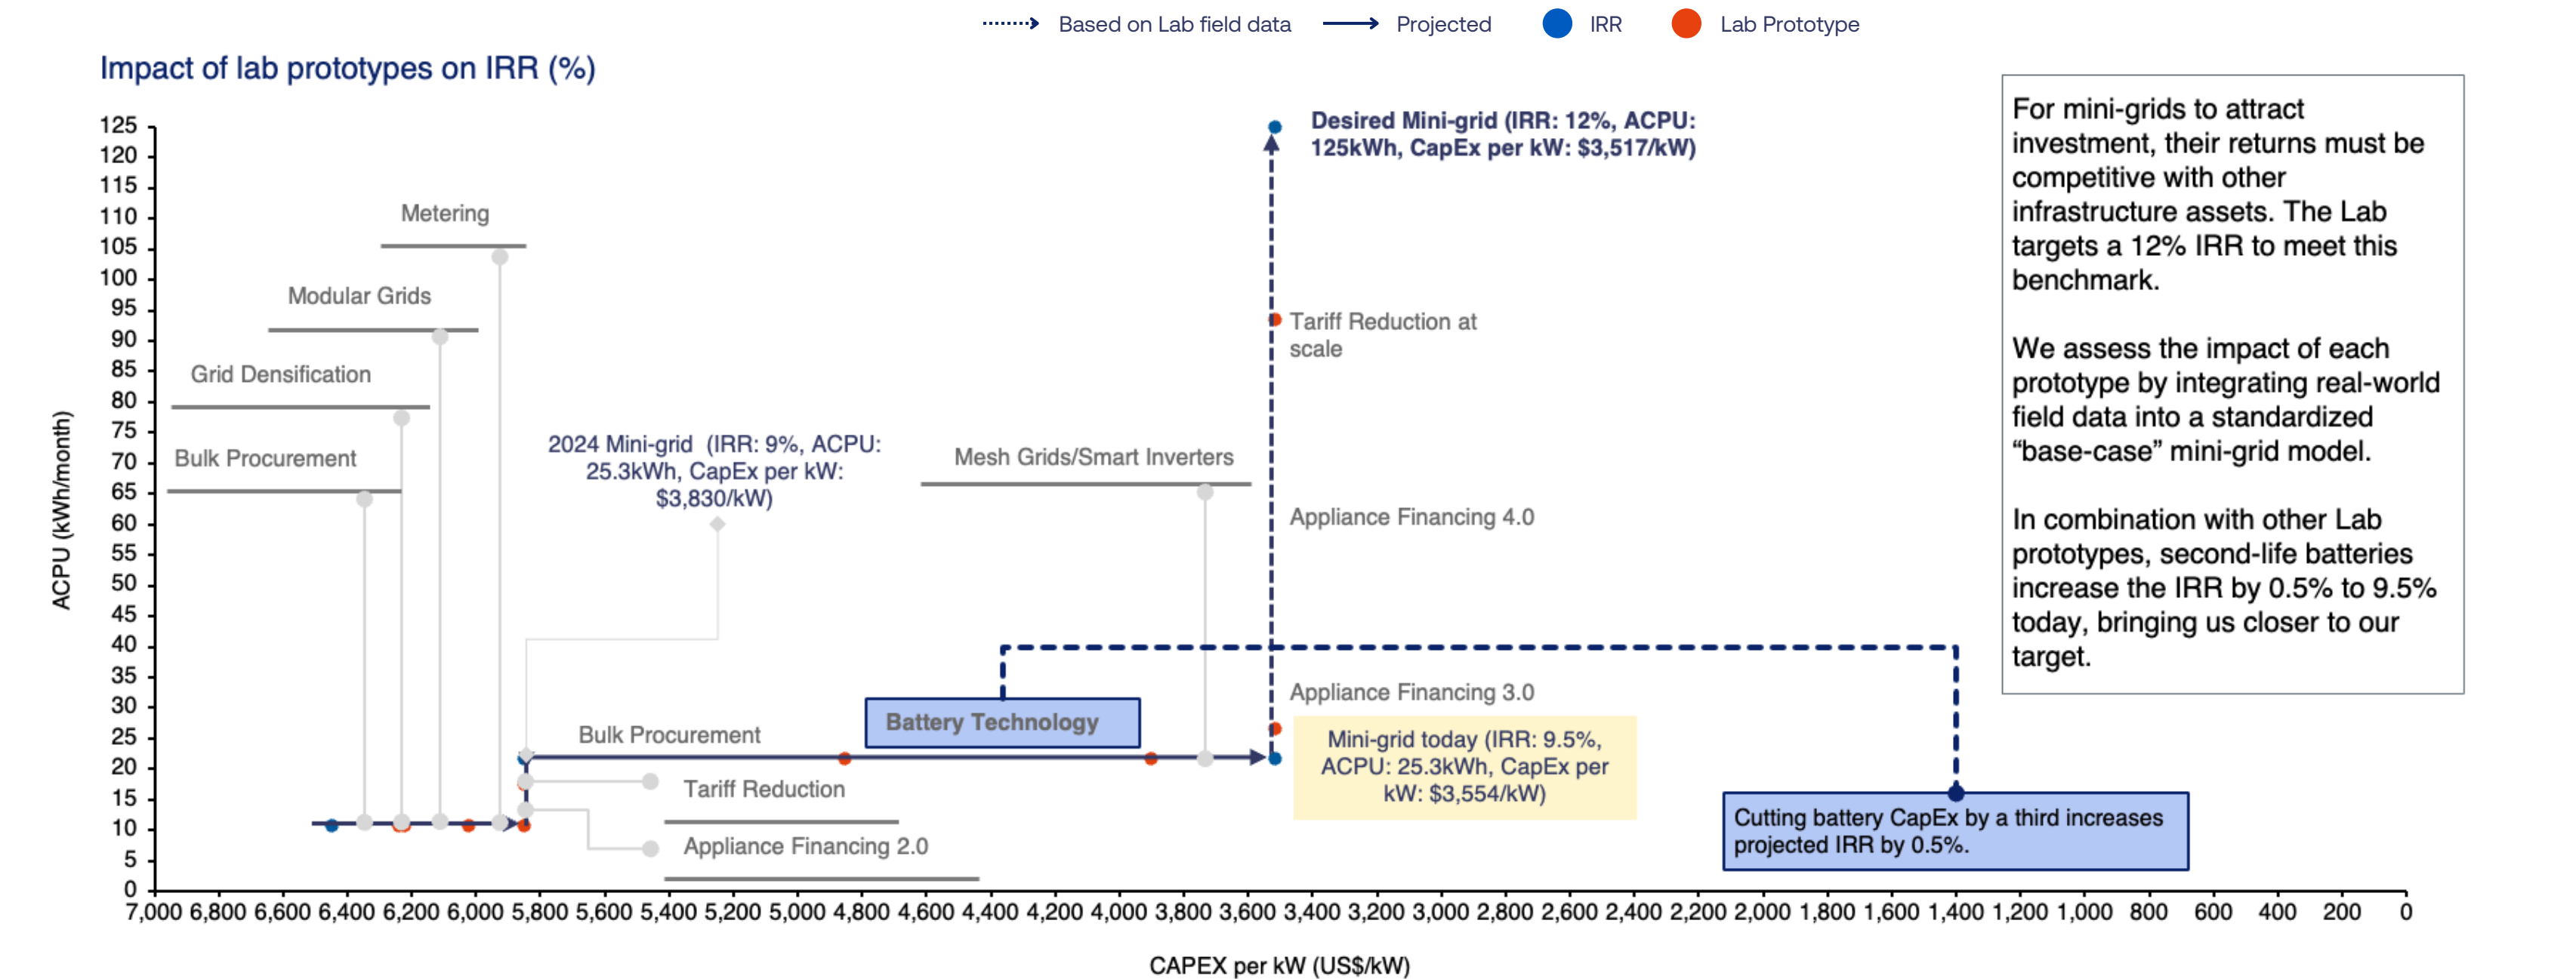 Based on Lab field data
Projected
IRR
Lab Prototype
Impact of lab prototypes on IRR (%)
ACPU (kWh/month)
125
120
115
110
105
100
95
90
85
80
75
70
65
60
55
50
45
40
35
30
25
20
15
10
5
0
Metering
Modular Grids
Grid Densification
Bulk Procurement
2024 Mini-grid (IRR: 9%, ACPU:
25.3kWh, CapEx per kW:
$3,830/kW)
Mesh Grids/Smart Inverters
Desired Mini-grid (IRR: 12%, ACPU:
125kWh, CapEx per kW: $3,517/kW)
Tariff Reduction at
scale
Appliance Financing 4.0
Appliance Financing 3.0
Battery Technology
Bulk Procurement
Tariff Reduction
Appliance Financing 2.0
Mini-grid today (IRR: 9.5%,
ACPU: 25.3kWh, CapEx per
kW: $3,554/kW)
Cutting battery CapEx by a third increases
projected IRR by 0.5%.
For mini-grids to attract
investment, their returns must be
competitive with other
infrastructure assets. The Lab
targets a 12% IRR to meet this
benchmark.
We assess the impact of each
prototype by integrating real-world
field data into a standardized
“base-case” mini-grid model.
In combination with other Lab
prototypes, second-life batteries
increase the IRR by 0.5% to 9.5%
today, bringing us closer to our
target.
7,000 6,800 6,600 6,400 6,200 6,000 5,800 5,600 5,400 5,200 5,000 4,800 4,600 4,400 4,200 4,000 3,800 3,600 3,400 3,200 3,000 2,800 2,600 2,400 2,200 2,000 1,800 1,600 1,400 1,200 1,000 800 600 400 200 0
CAPEX per kW (US$/kW)